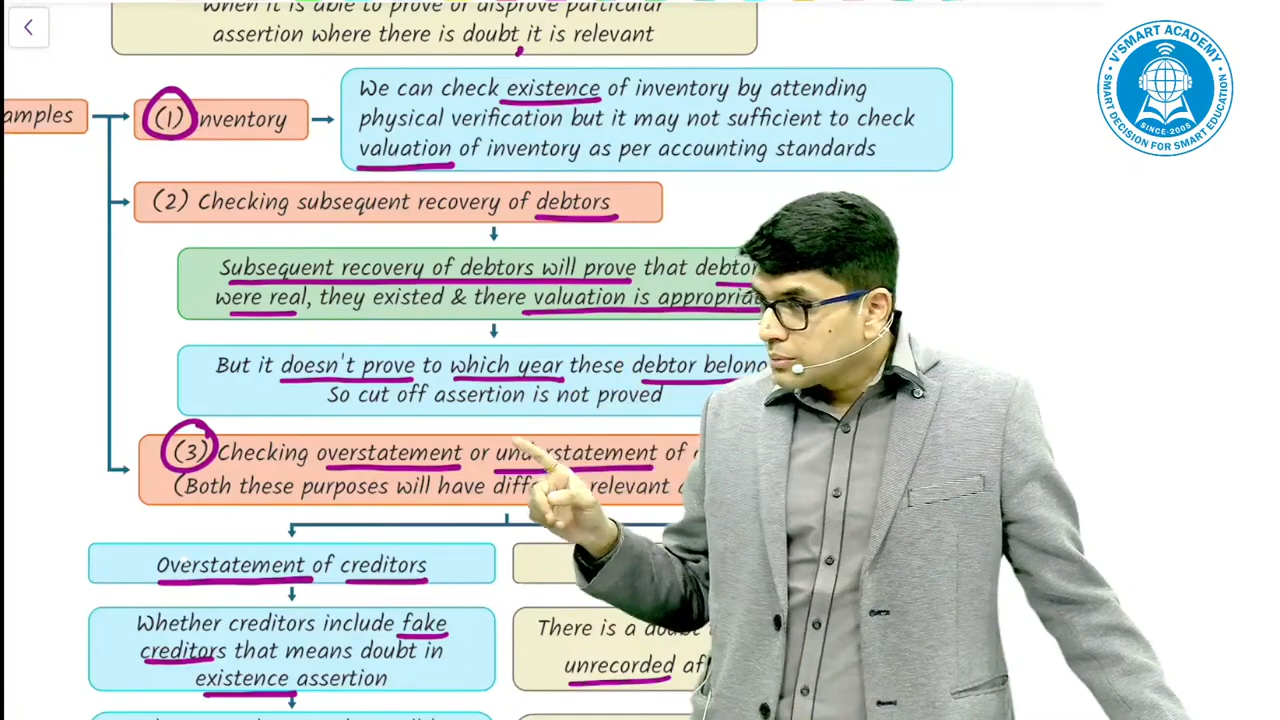 When it is able to prove or disprove particular
assertion where there is doubt, it is relevant
amples
(1) Inventory
We can check existence of inventory by attending
physical verification but it may not sufficient to check
valuation of inventory as per accounting standards
(2) Checking subsequent recovery of debtors
Subsequent recovery of debtors will prove that debtor
were real, they existed & there valuation is appropriat
But it doesn't prove to which year these debtor belong
So cut off assertion is not proved
(3) Checking overstatement or understatement of
(Both these purposes will have relevant
Overstatement of creditors
Whether creditors include fake
creditors that means doubt in
existence assertion
There is a doubt
unrecorded
V'SMART ACADEMY
SINCE-2005
SMART DECISION FOR SMART EDUCATION